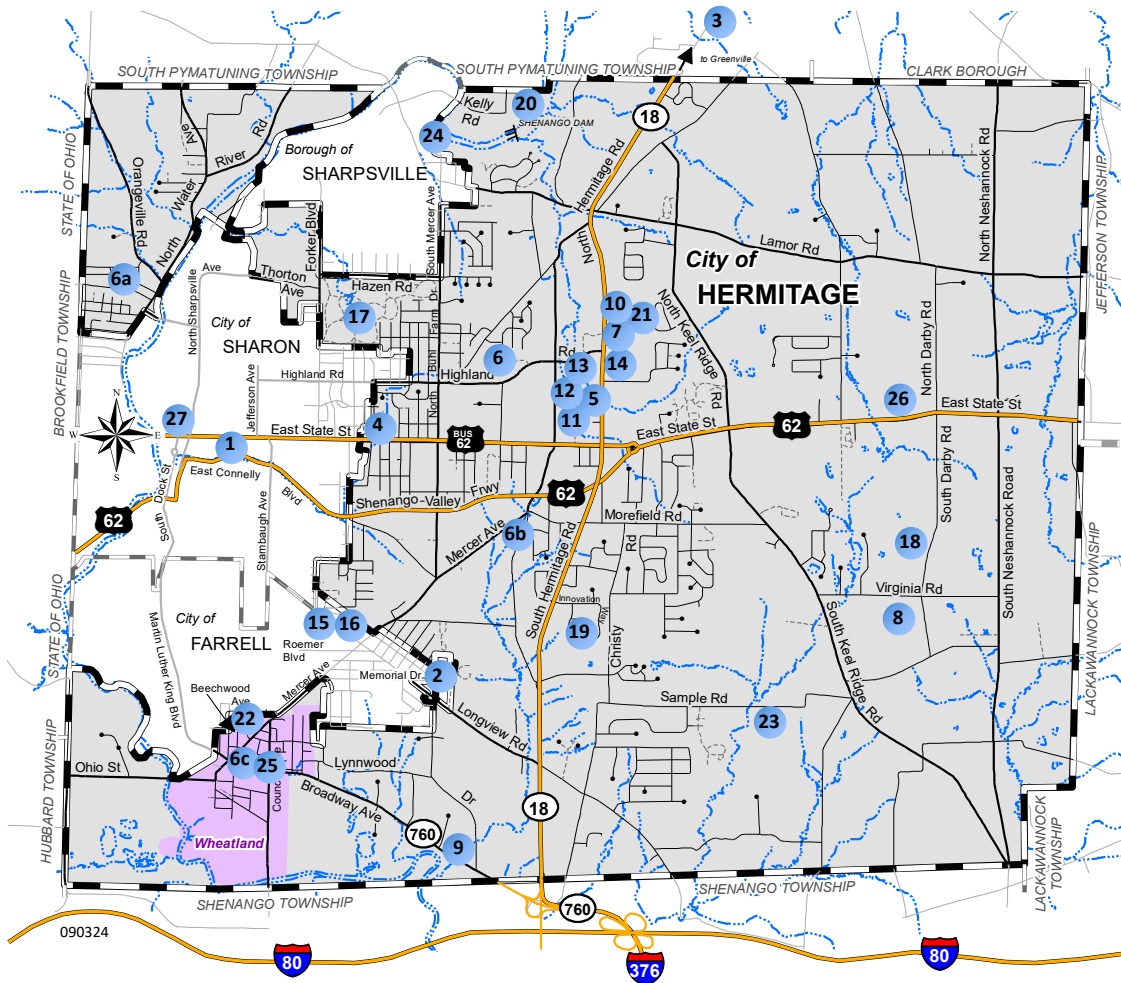 3
to Greenville
SOUTH PYMATUNING TOWNSHIP
SOUTH PYMATUNING TOWNSHIP
CLARK BOROUGH
Kelly
Rd
20
SHENANGO DAM
18
24
Ave
Rd
River
Borough of
SHARPSVILLE
STATE OF OHIO
Orangeville Rd
North
Water
Hermitage Rd
North
North Neshannock Rd
JEFFERSON TOWNSHIP
Forker Blvd
South Mercer Ave
Lamor Rd
City of
HERMITAGE
6a
Ave
Thorton
Ave
Hazen Rd
BROOKFIELD TOWNSHIP
North Sharpsville
City of
SHARON
17
North Buhl Farm Dr
10
21
7
North Keel Ridge
Rd
North Darby Rd
6
Rd
13
14
Highland Rd
Highland
Jefferson Ave
12
5
11
26
East State St
27
W
N
E
S
1
East State St
4
BUS
62
East State St
62
East Connelly
Blvd
Dock St
South
Shenango Valley
Frwy
62
62
South Darby Rd
Stambaugh Ave
Mercer Ave
6b
Morefield Rd
18
South Neshannock Road
LACKAWANNOCK TOWNSHIP
STATE OF OHIO
City of
FARRELL
15
16
Roemer
Blvd
South Hermitage Rd
Innovation
Way
19
Rd
Christy
Virginia Rd
8
Martin Luther King Blvd
Memorial Dr
2
Mercer Ave
Beechwood
Ave
22
Longview Rd
Sample Rd
23
South Keel Ridge Rd
HUBBARD TOWNSHIP
Ohio St
6c
25
Lynnwood
Dr
Broadway Ave
Wheatland
760
9
18
LACKAWANNOCK
TOWNSHIP
SHENANGO TOWNSHIP
SHENANGO TOWNSHIP
760
090324
80
376
80